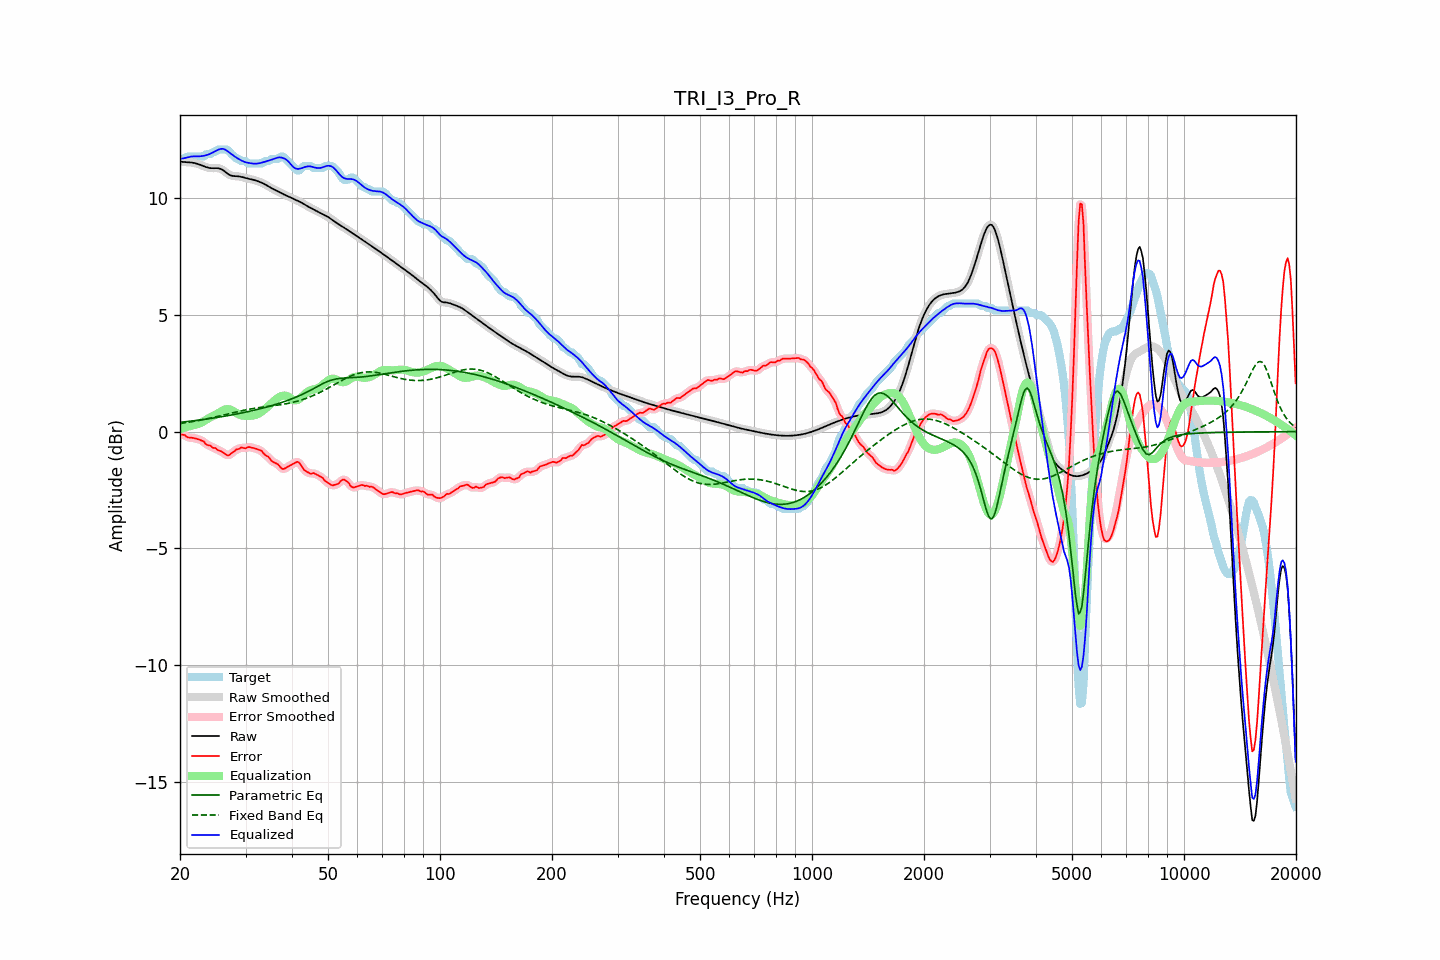 TRI_I3_Pro_R
Amplitude (dBr)
10
5
0
−5
−10
−15
Target
Raw Smoothed
Error Smoothed
Raw
Error
Equalization
Parametric Eq
Fixed Band Eq
Equalized
20 50 100 200 500 1000 2000 5000 10000 20000
Frequency (Hz)